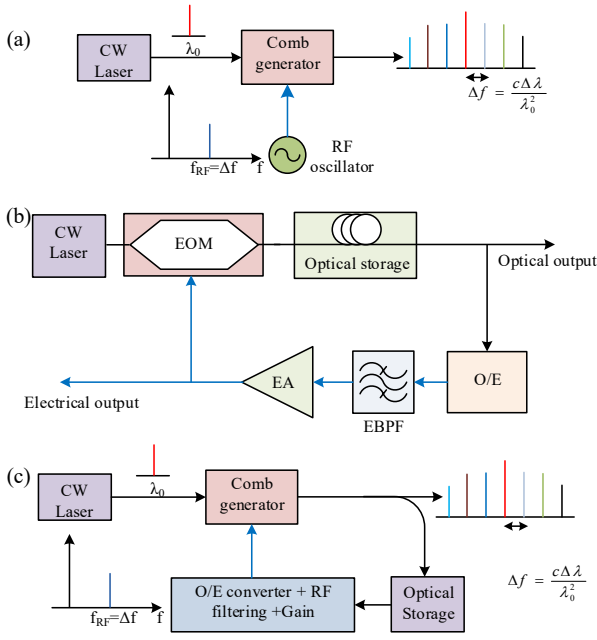 (a)
CW
Laser
λ0
Comb
generator
Δf = cΔλ/λ0²
fRF=Δf f
RF
oscillator
(b)
CW
Laser
EOM
Optical storage
Optical output
EA
EBPF
O/E
Electrical output
(c)
CW
Laser
λ0
Comb
generator
fRF=Δf f
O/E converter + RF
filtering +Gain
Optical
Storage
Δf = cΔλ/λ0²